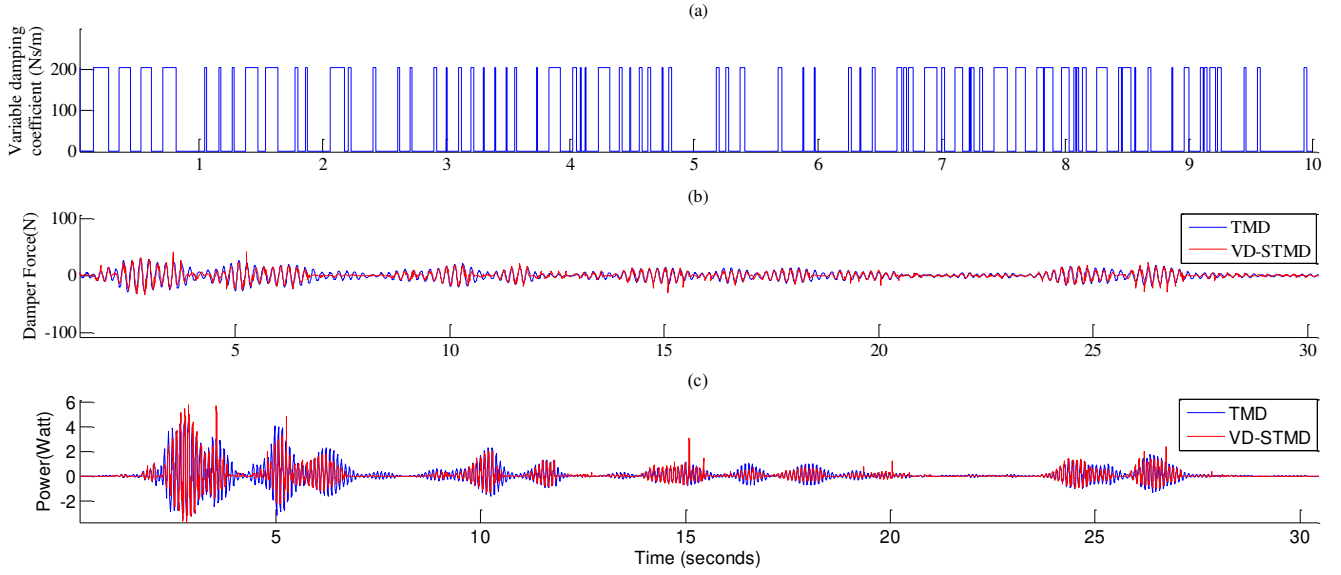 (a)
Variable damping
coefficient (Ns/m)
200
100
0
1 2 3 4 5 6 7 8 9 10
(b)
Damper Force(N)
100
0
-100
TMD
VD-STMD
5 10 15 20 25 30
(c)
Power(Watt)
6
4
2
0
-2
TMD
VD-STMD
5 10 15 20 25 30
Time (seconds)